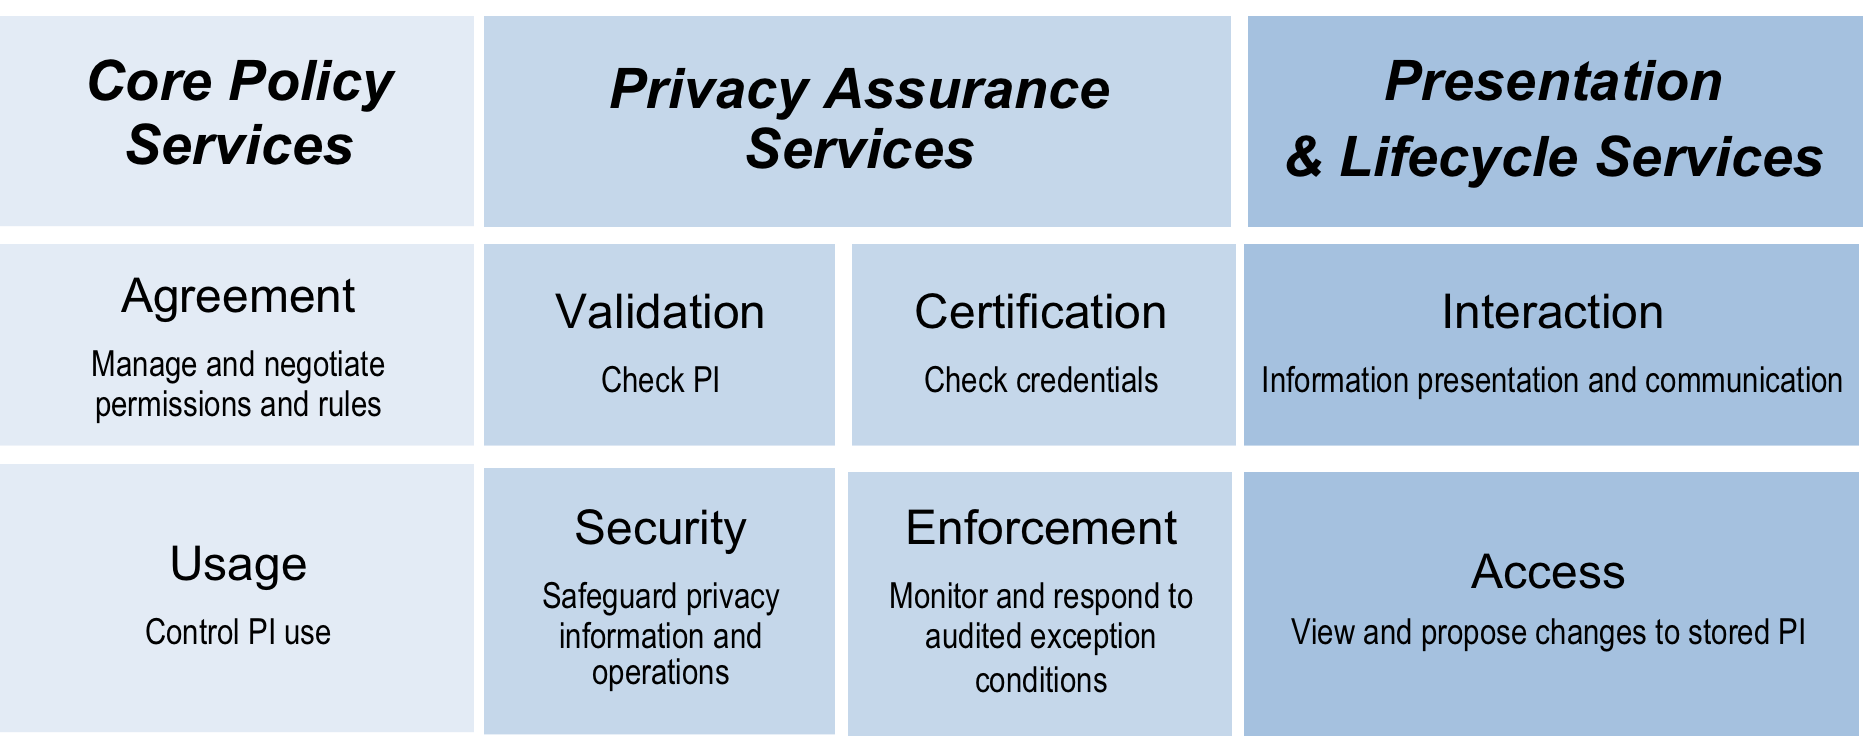 Core Policy
Services
Privacy Assurance
Services
Presentation
& Lifecycle Services
Agreement
Manage and negotiate
permissions and rules
Validation
Check PI
Certification
Check credentials
Interaction
Information presentation and communication
Usage
Control PI use
Security
Safeguard privacy
information and
operations
Enforcement
Monitor and respond to
audited exception
conditions
Access
View and propose changes to stored PI